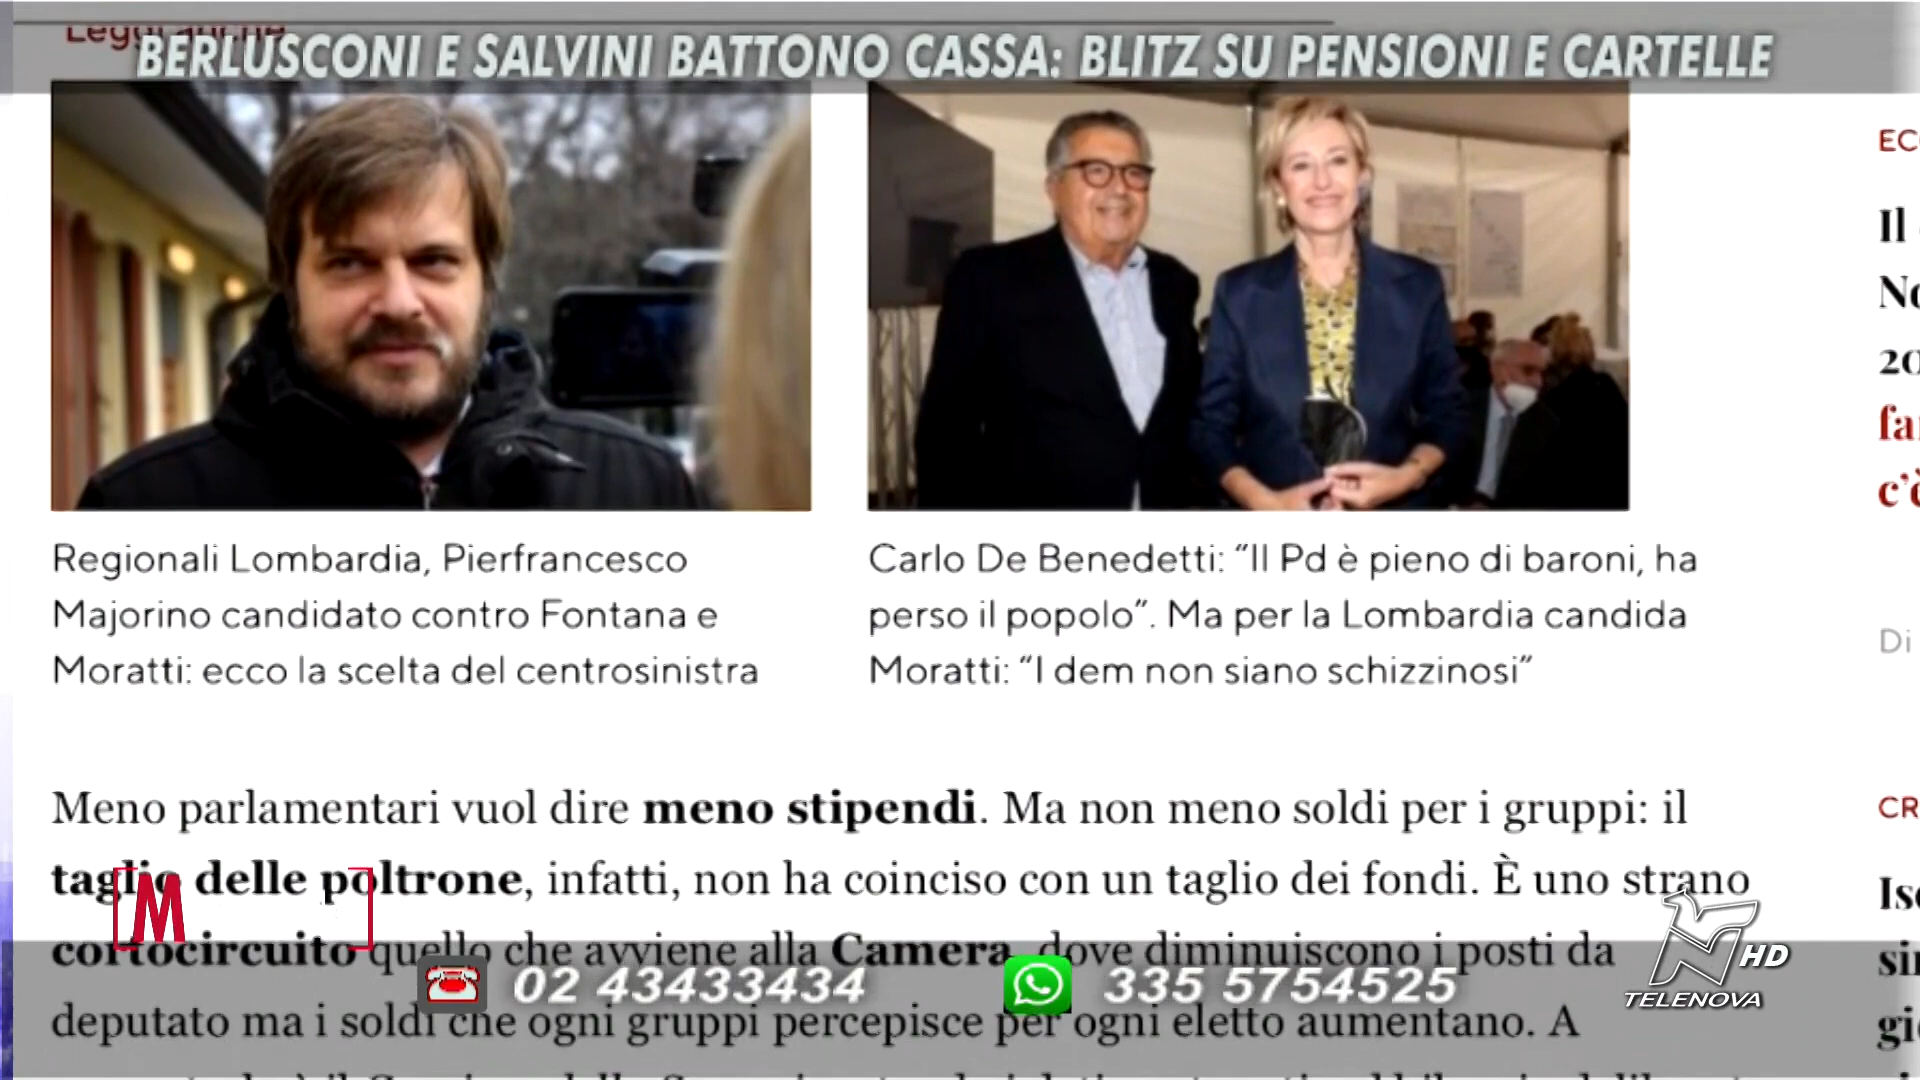 Leggi anche
BERLUSCONI E SALVINI BATTONO CASSA: BLITZ SU PENSIONI E CARTELLE
Regionali Lombardia, Pierfrancesco
Majorino candidato contro Fontana e
Moratti: ecco la scelta del centrosinistra
Carlo De Benedetti: “Il Pd è pieno di baroni, ha
perso il popolo”. Ma per la Lombardia candida
Moratti: “I dem non siano schizzinosi”
Meno parlamentari vuol dire meno stipendi. Ma non meno soldi per i gruppi: il
taglio delle poltrone, infatti, non ha coinciso con un taglio dei fondi. È uno strano
cortocircuito quello che avviene alla Camera, dove diminuiscono i posti da
deputato ma i soldi che ogni gruppo percepisce per ogni eletto aumentano. A
M
02 43433434
335 5754525
HD
TELENOVA
Il
Di